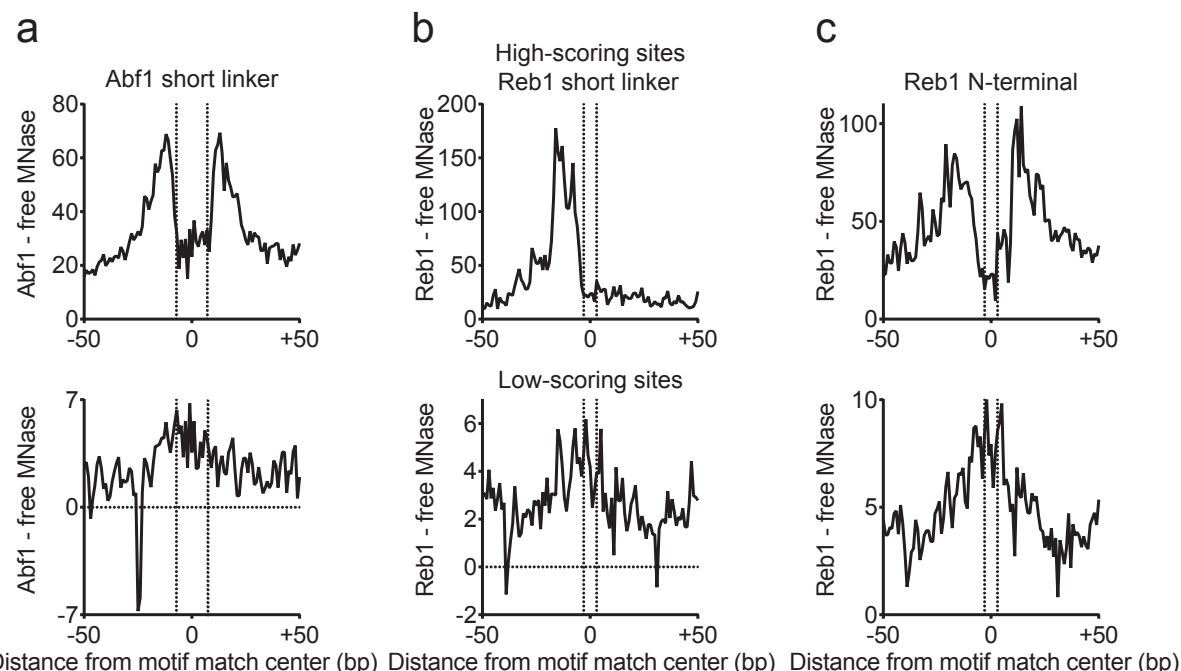 a
b
c
High-scoring sites
Abf1 short linker
Reb1 short linker
Reb1 N-terminal
Abf1 - free MNase
80
60
40
20
0
-50
0
+50
Reb1 - free MNase
200
150
100
50
0
-50
0
+50
Reb1 - free MNase
100
50
0
-50
0
+50
Low-scoring sites
Abf1 - free MNase
7
0
-7
-50
0
+50
Reb1 - free MNase
6
4
2
0
-2
-50
0
+50
Reb1 - free MNase
10
5
0
-50
0
+50
Distance from motif match center (bp)
Distance from motif match center (bp)
Distance from motif match center (bp)